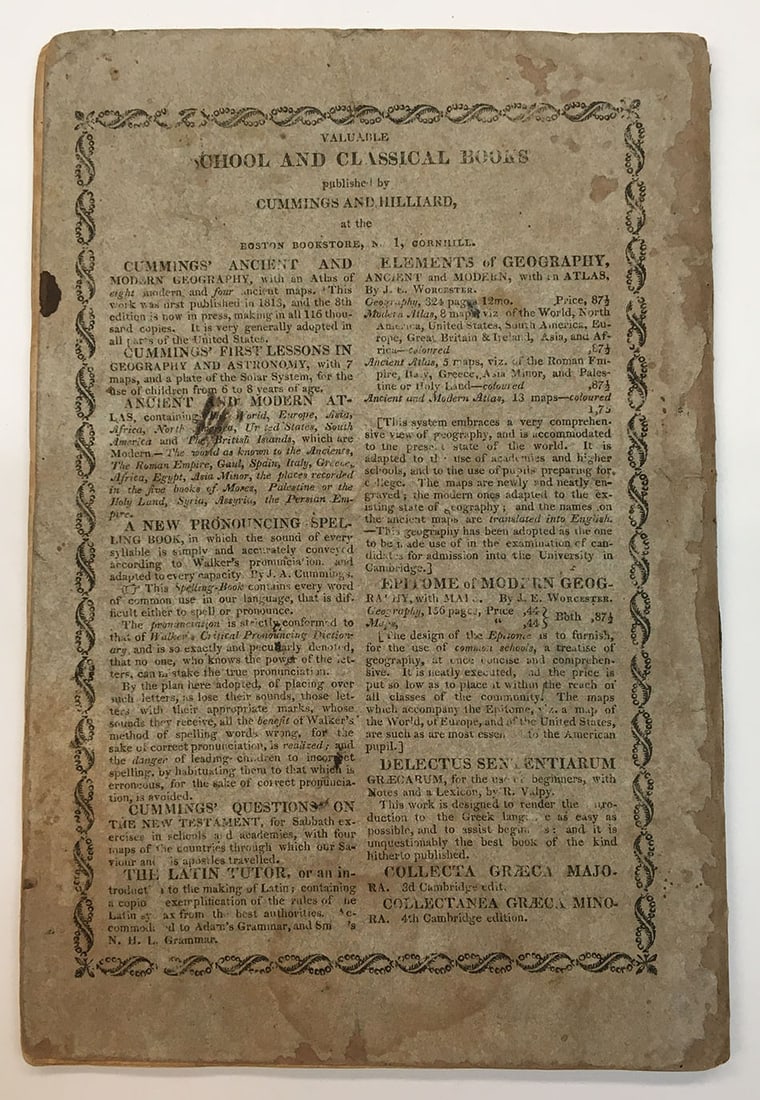 VALUABLE
SCHOOL AND CLASSICAL BOOKS
published by
CUMMINGS AND HILLIARD,
at the
BOSTON BOOKSTORE, 1, CORNHILL.
CUMMINGS' ANCIENT AND
MODERN GEOGRAPHY, with an Atlas of
eight modern and four ancient maps. This
work was first published in 1813, and the 8th
edition is now in press, making in all 116 thou-
sand copies. It is very generally adopted in
all parts of the United States.
CUMMINGS' FIRST LESSONS IN
GEOGRAPHY AND ASTRONOMY, with 7
maps, and a plate of the Solar System, for the
use of children from 6 to 8 years of age.
ANCIENT AND MODERN AT-
LAS, containing World, Europe, Asia,
Africa, North United States, South
America and The British Islands, which are
Modern—The world as known to the Ancients,
The Roman Empire, Gaul, Spain, Italy, Greece,
Africa, Egypt, Asia Minor, the places recorded
in the five books of Moses, Palestine or the
Holy Land, Syria, Assyria, the Persian Em-
pire.
A NEW PRONOUNCING SPEL-
LING BOOK, in which the sound of every
syllable is simply and accurately conveyed
according to Walker's pronunciation, and
adapted to every capacity. By J. A. Cummings.
☞ This Spelling-Book contains every word
of common use in our language, that is dif-
ficult either to spell or pronounce.
The pronunciation is strictly conformed to
that of Walker's Critical Pronouncing Diction-
ary, and is so exactly and peculiarly denoted,
that no one, who knows the power of the let-
ters, can mistake the true pronunciation.
By the plan here adopted, of placing over
such letters, as lose their sounds, those let-
ters with their appropriate marks, whose
sounds they receive, all the benefit of Walker's
method of spelling words wrong, for the
sake of correct pronunciation, is realized; and
the danger of leading children to incorrect
spelling, by habituating them to that which is
erroneous, for the sake of correct pronuncia-
tion, is avoided.
CUMMINGS' QUESTIONS ON
THE NEW TESTAMENT, for Sabbath ex-
ercises in schools and academies, with four
maps of the countries through which our Sa-
viour and his apostles travelled.
THE LATIN TUTOR, or an in-
troduction to the making of Latin; containing
a copious exemplification of the rules of the
Latin syntax from the best authorities. Ac-
commodated to Adam's Grammar, and Smith's
N. H. L. Grammar.
ELEMENTS of GEOGRAPHY,
ANCIENT and MODERN, with an ATLAS,
By J. E. WORCESTER.
Geography, 324 pages 12mo. Price, 87½
Modern Atlas, 8 maps viz. of the World, North
America, United States, South America, Eu-
rope, Great Britain & Ireland, Asia, and Af-
rica—coloured ,87½
Ancient Atlas, 5 maps, viz. of the Roman Em-
pire, Italy, Greece, Asia Minor, and Pales-
tine or Holy Land—coloured ,87½
Ancient and Modern Atlas, 13 maps—coloured
1,75
[This system embraces a very comprehen-
sive view of geography, and is accommodated
to the present state of the world. It is
adapted to the use of academies and higher
schools, and to the use of pupils preparing for
college. The maps are newly and neatly en-
graved; the modern ones adapted to the ex-
isting state of geography; and the names on
the ancient maps are translated into English.
—This geography has been adopted as the one
to be made use of in the examination of can-
didates for admission into the University in
Cambridge.]
EPITOME of MODERN GEOG-
RAPHY, with MAPS. By J. E. WORCESTER.
Geography, 156 pages, Price ,44 } Both ,87½
Maps, " ,44
[The design of the Epitome is to furnish,
for the use of common schools, a treatise of
geography, at once concise and comprehen-
sive. It is neatly executed, and the price is
put so low as to place it within the reach of
all classes of the community. The maps
which accompany the Epitome, viz. a map of
the World, of Europe, and of the United States,
are such as are most essential to the American
pupil.]
DELECTUS SENTENTIARUM
GRÆCARUM, for the use of beginners, with
Notes and a Lexicon, by R. Valpy.
This work is designed to render the intro-
duction to the Greek language as easy as
possible, and to assist beginners: and it is
unquestionably the best book of the kind
hitherto published.
COLLECTA GRÆCA MAJO-
RA. 3d Cambridge edit.
COLLECTANEA GRÆCA MINO-
RA. 4th Cambridge edition.